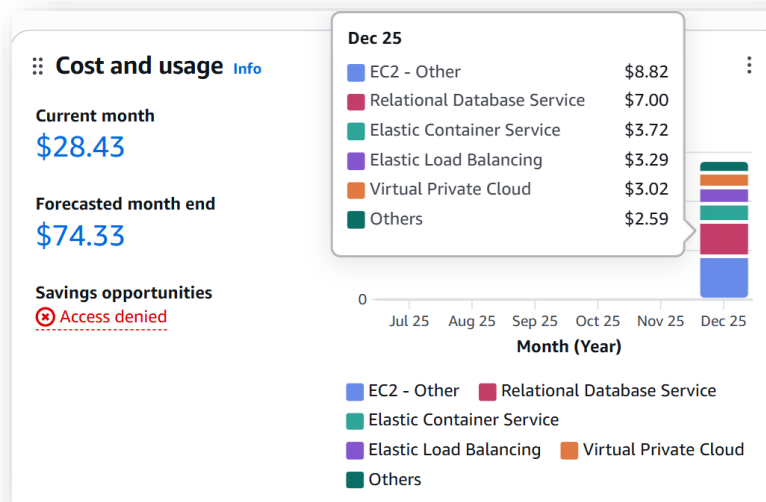 Cost and usage Info
Current month
$28.43
Forecasted month end
$74.33
Savings opportunities
Access denied
Dec 25
EC2 - Other $8.82
Relational Database Service $7.00
Elastic Container Service $3.72
Elastic Load Balancing $3.29
Virtual Private Cloud $3.02
Others $2.59
0
Jul 25 Aug 25 Sep 25 Oct 25 Nov 25 Dec 25
Month (Year)
EC2 - Other Relational Database Service
Elastic Container Service
Elastic Load Balancing Virtual Private Cloud
Others